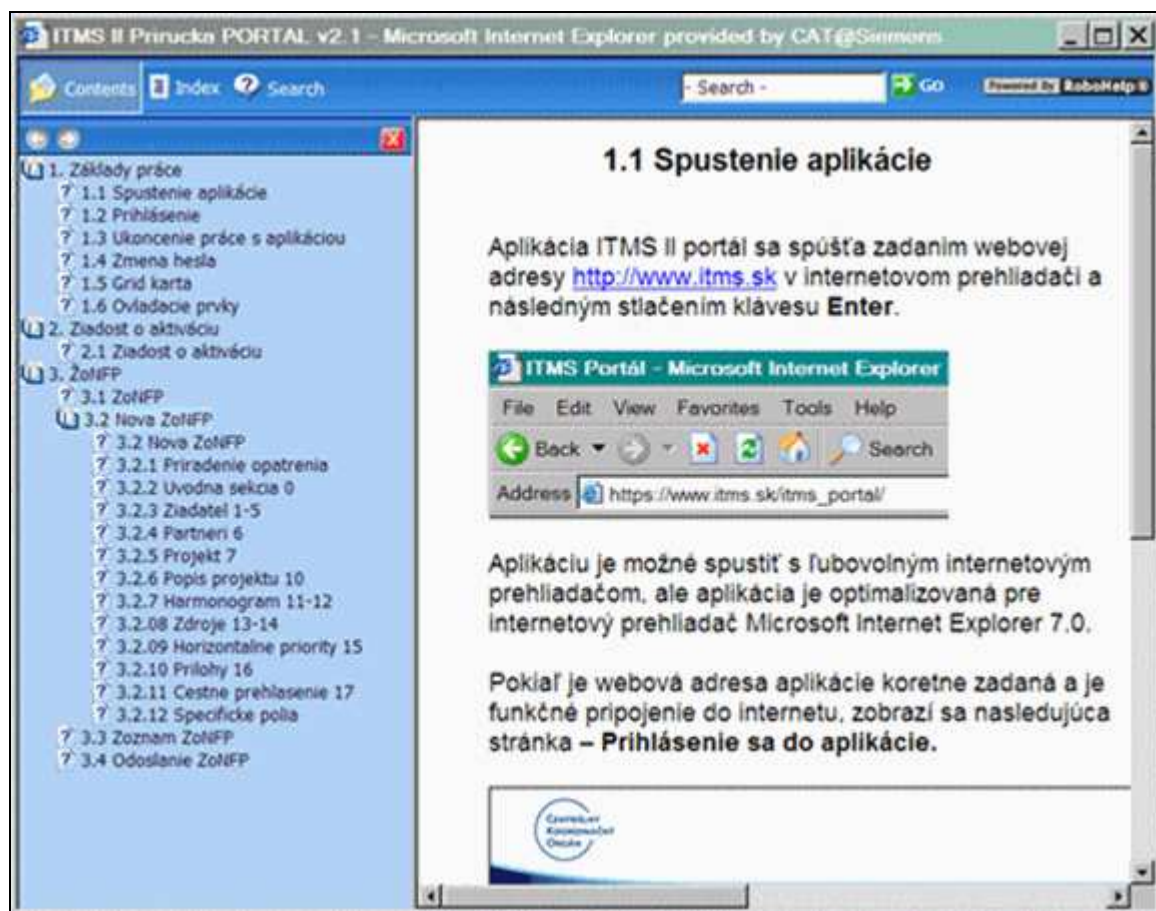 ITMS II Prirucka PORTAL v2.1 - Microsoft Internet Explorer provided by CAT@Siemens
Contents Index Search
- Search - Go Powered by RoboHelp
1. Základy práce
1.1 Spustenie aplikácie
1.2 Prihlásenie
1.3 Ukoncenie práce s aplikáciou
1.4 Zmena hesla
1.5 Grid karta
1.6 Ovladacie prvky
2. Ziadost o aktiváciu
2.1 Ziadost o aktiváciu
3. ŽoNFP
3.1 ZoNFP
3.2 Nova ZoNFP
3.2 Nova ZoNFP
3.2.1 Priradenie opatrenia
3.2.2 Uvodna sekcia 0
3.2.3 Ziadatel 1-5
3.2.4 Partneri 6
3.2.5 Projekt 7
3.2.6 Popis projektu 10
3.2.7 Harmonogram 11-12
3.2.08 Zdroje 13-14
3.2.09 Horizontalne priority 15
3.2.10 Prilohy 16
3.2.11 Cestne prehlasenie 17
3.2.12 Specificke polia
3.3 Zoznam ZoNFP
3.4 Odoslanie ZoNFP
1.1 Spustenie aplikácie
Aplikácia ITMS II portál sa spúšťa zadaním webovej
adresy http://www.itms.sk v internetovom prehliadači a
následným stlačením klávesu Enter.
ITMS Portál - Microsoft Internet Explorer
File Edit View Favorites Tools Help
Back Search
Address https://www.itms.sk/itms_portal/
Aplikáciu je možné spustiť s ľubovolným internetovým
prehliadačom, ale aplikácia je optimalizovaná pre
internetový prehliadač Microsoft Internet Explorer 7.0.
Pokiaľ je webová adresa aplikácie koretne zadaná a je
funkčné pripojenie do internetu, zobrazí sa nasledujúca
stránka – Prihlásenie sa do aplikácie.
Centrálny
Koordinačný
Orgán